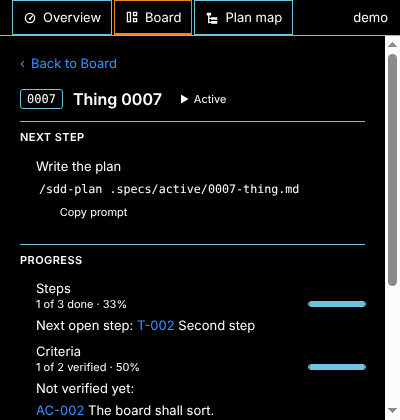 Overview Board Plan map demo
‹ Back to Board
0007 Thing 0007 Active
NEXT STEP
Write the plan
/sdd-plan .specs/active/0007-thing.md
Copy prompt
PROGRESS
Steps
1 of 3 done · 33%
Next open step: T-002 Second step
Criteria
1 of 2 verified · 50%
Not verified yet:
AC-002 The board shall sort.